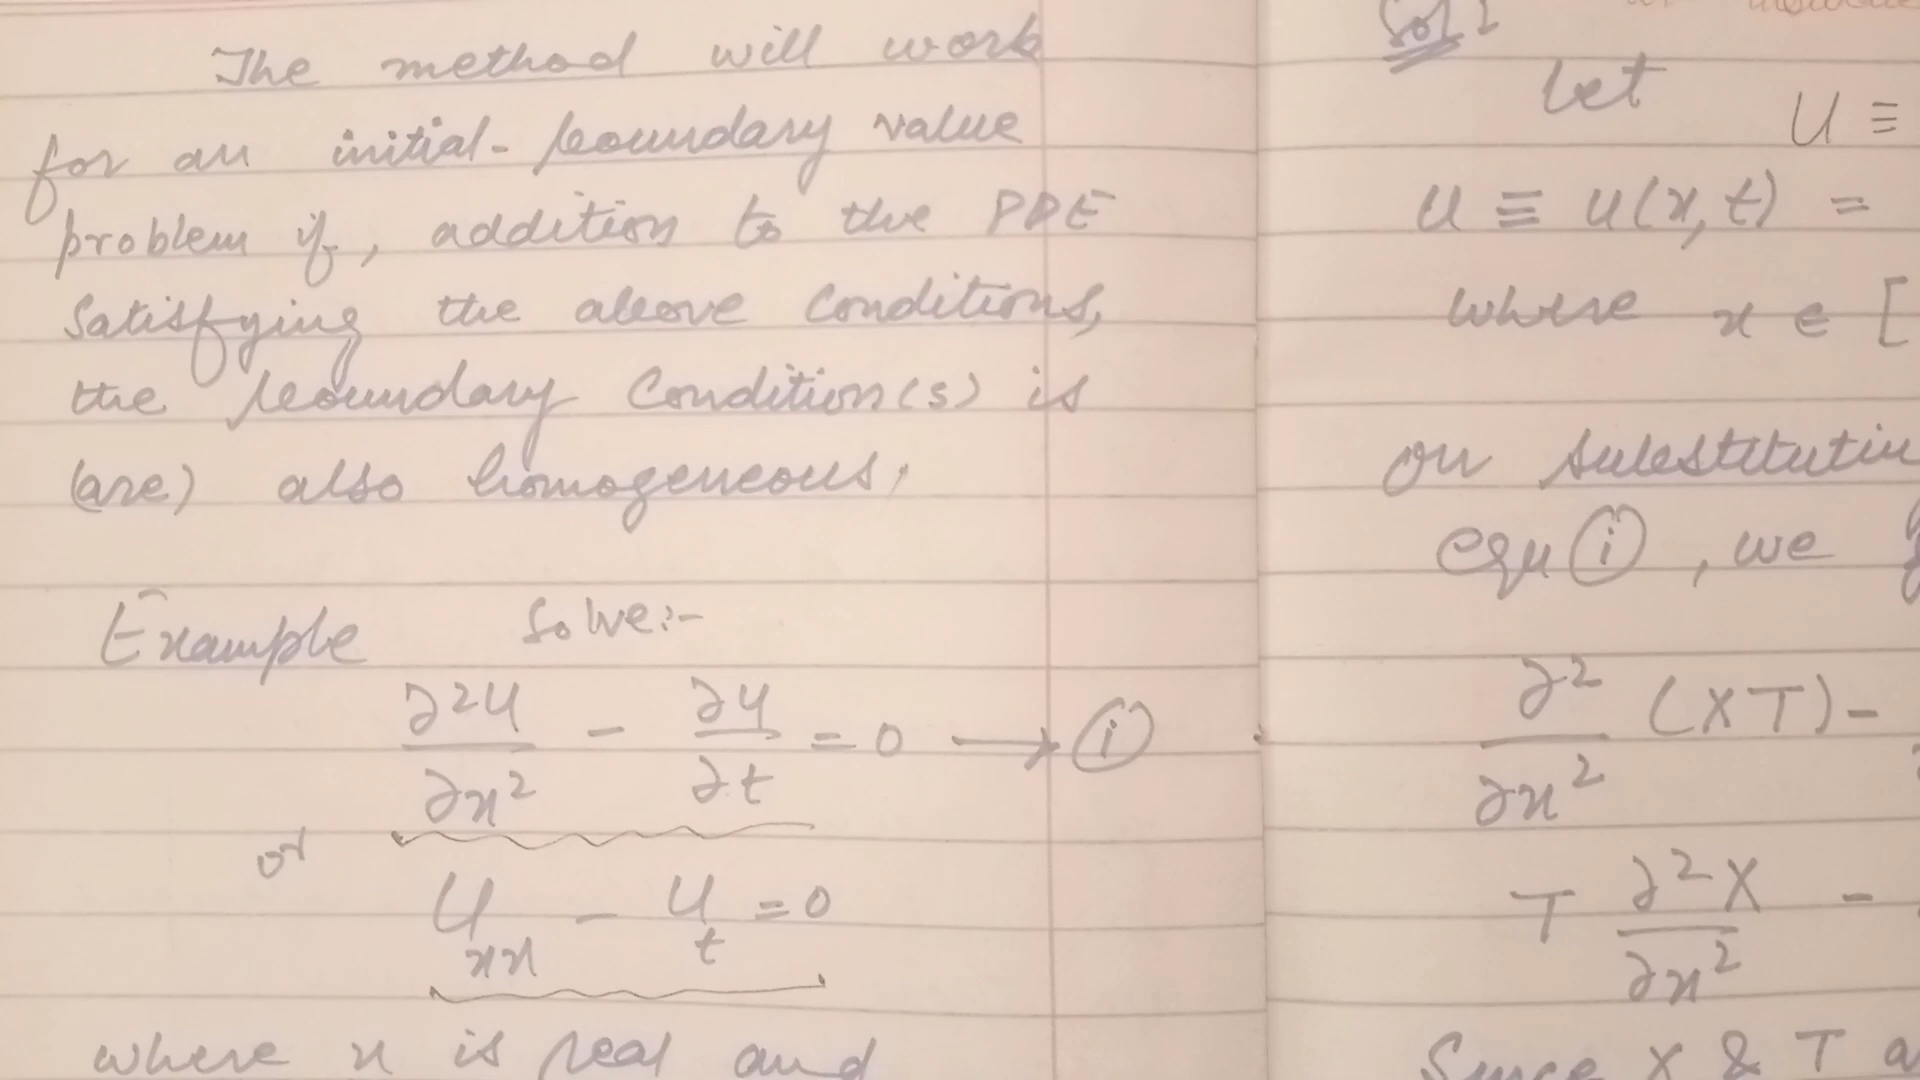 The method will work
for an initial-boundary value
problem if, addition to the PDE
Satisfying the above Conditions,
the boundary Condition(s) is
(are) also homogeneous,
Example Solve:-
∂²u/∂x² - ∂u/∂t = 0 → (i)
or
U_xx - U_t = 0
where x is real and
Sol:
Let U ≡
u ≡ u(x,t) =
where x ∈ [
on substitutin
equ (i), we
∂²/∂x² (XT) -
T ∂²X/∂x² -
Since X & T a